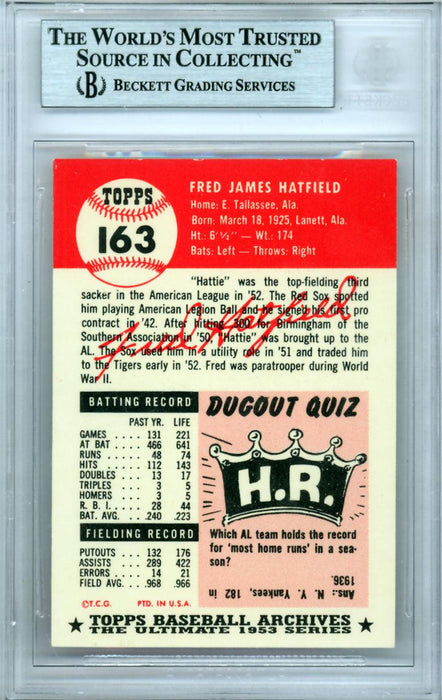 THE WORLD'S MOST TRUSTED
SOURCE IN COLLECTING™
B BECKETT GRADING SERVICES
TOPPS
163
FRED JAMES HATFIELD
Home: E. Tallassee, Ala.
Born: March 18, 1925, Lanett, Ala.
Ht.: 6'½" — Wt.: 174
Bats: Left - Throws: Right
"Hattie" was the top-fielding third
sacker in the American League in '52. The Red Sox spotted
him playing American Legion Ball and he signed his first pro
contract in '42. After hitting .300 for Birmingham of the
Southern Association in '50, "Hattie" was brought up to the
AL. The Sox used him in a utility role in '51 and traded him
to the Tigers early in '52. Fred was paratrooper during World
War II.
Fred Hatfield
BATTING RECORD
PAST YR. LIFE
GAMES . . . . 131 221
AT BAT . . . . 466 641
RUNS . . . . 48 74
HITS . . . . 112 143
DOUBLES . . . 13 17
TRIPLES . . . 3 5
HOMERS . . . 3 5
R. B. I. . . . . 28 44
BAT. AVG. . . .240 .223
FIELDING RECORD
PUTOUTS . . . 132 176
ASSISTS . . . 289 422
ERRORS . . . 14 21
FIELD AVG. . .968 .966
©T.C.G. PTD. IN U.S.A.
DUGOUT QUIZ
H.R.
Which AL team holds the record
for 'most home runs' in a sea-
son?
Ans.: N. Y. Yankees, 182 , in
1936.
★ TOPPS BASEBALL ARCHIVES ★
THE ULTIMATE 1953 SERIES